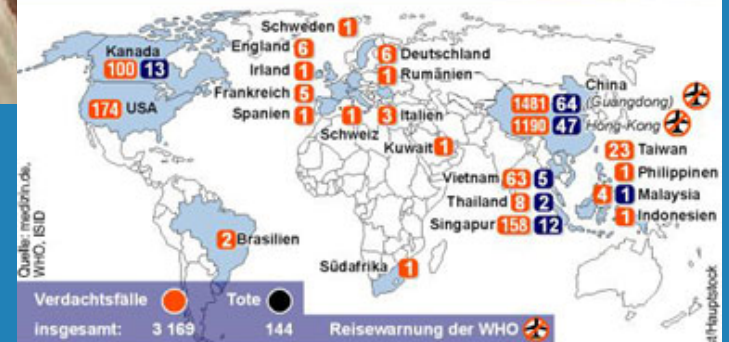 Schweden 1
England 6
6 Deutschland
Irland 1
1 Rumänien
Frankreich 5
Spanien 1
1
Schweiz
3 Italien
Kuwait 1
Kanada
100 13
174 USA
China
1481 64 (Guangdong)
1190 47 Hong-Kong
23 Taiwan
1 Philippinen
Vietnam 63 5
4 1 Malaysia
Thailand 8 2
1 Indonesien
Singapur 158 12
2 Brasilien
Südafrika 1
Quelle: medizin.de,
WHO, ISID
Verdachtsfälle Tote
insgesamt: 3 169 144 Reisewarnung der WHO
/Hauptstock